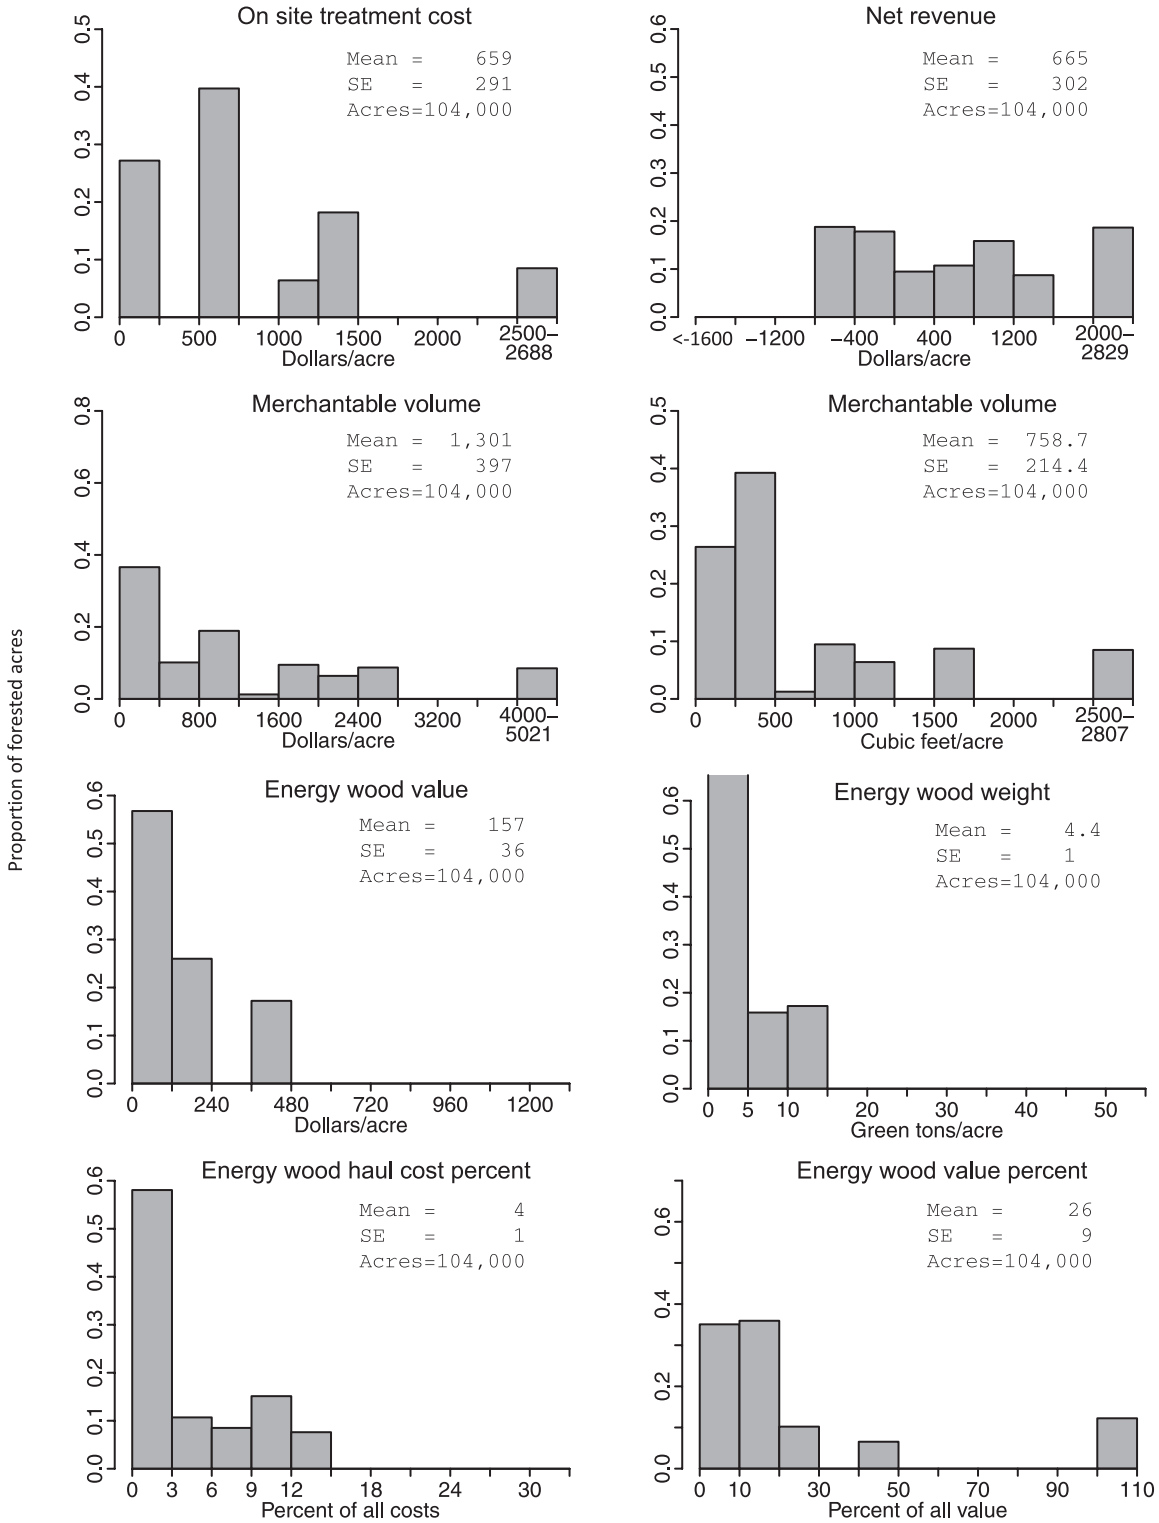 Proportion of forested acres
On site treatment cost
Mean = 659
SE = 291
Acres=104,000
0.5
0.4
0.3
0.2
0.1
0.0
0 500 1000 1500 2000 2500–
2688
Dollars/acre
Net revenue
Mean = 665
SE = 302
Acres=104,000
0.6
0.5
0.4
0.3
0.2
0.1
0.0
<-1600 −1200 −400 400 1200 2000–
2829
Dollars/acre
Merchantable volume
Mean = 1,301
SE = 397
Acres=104,000
0.8
0.6
0.4
0.2
0.0
0 800 1600 2400 3200 4000–
5021
Dollars/acre
Merchantable volume
Mean = 758.7
SE = 214.4
Acres=104,000
0.5
0.4
0.3
0.2
0.1
0.0
0 500 1000 1500 2000 2500–
2807
Cubic feet/acre
Energy wood value
Mean = 157
SE = 36
Acres=104,000
0.6
0.5
0.4
0.3
0.2
0.1
0.0
0 240 480 720 960 1200
Dollars/acre
Energy wood weight
Mean = 4.4
SE = 1
Acres=104,000
0.6
0.5
0.4
0.3
0.2
0.1
0.0
0 5 10 20 30 40 50
Green tons/acre
Energy wood haul cost percent
Mean = 4
SE = 1
Acres=104,000
0.6
0.5
0.4
0.3
0.2
0.1
0.0
0 3 6 9 12 18 24 30
Percent of all costs
Energy wood value percent
Mean = 26
SE = 9
Acres=104,000
0.6
0.4
0.2
0.0
0 10 30 50 70 90 110
Percent of all value